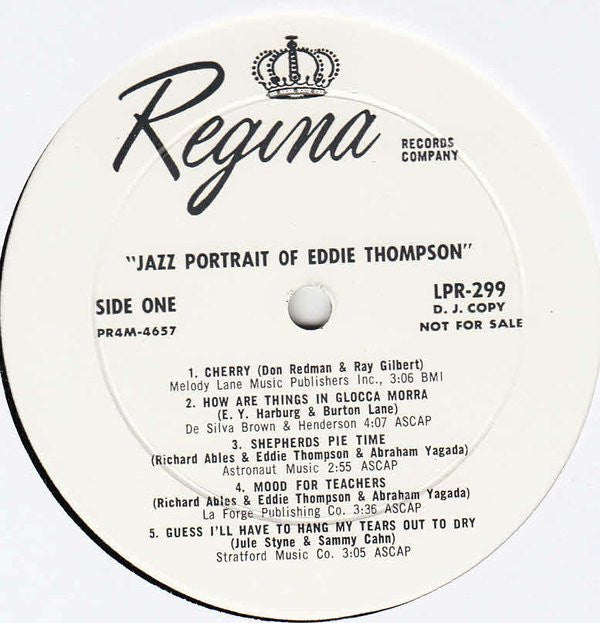 Regina
RECORDS
COMPANY
"JAZZ PORTRAIT OF EDDIE THOMPSON"
SIDE ONE
PR4M-4657
LPR-299
D. J. COPY
NOT FOR SALE
1. CHERRY (Don Redman & Ray Gilbert)
Melody Lane Music Publishers Inc., 3:06 BMI
2. HOW ARE THINGS IN GLOCCA MORRA
(E. Y. Harburg & Burton Lane)
De Silva Brown & Henderson 4:07 ASCAP
3. SHEPHERDS PIE TIME
(Richard Ables & Eddie Thompson & Abraham Yagada)
Astronaut Music 2:55 ASCAP
4. MOOD FOR TEACHERS
(Richard Ables & Eddie Thompson & Abraham Yagada)
La Forge Publishing Co. 3:36 ASCAP
5. GUESS I'LL HAVE TO HANG MY TEARS OUT TO DRY
(Jule Styne & Sammy Cahn)
Stratford Music Co. 3:05 ASCAP